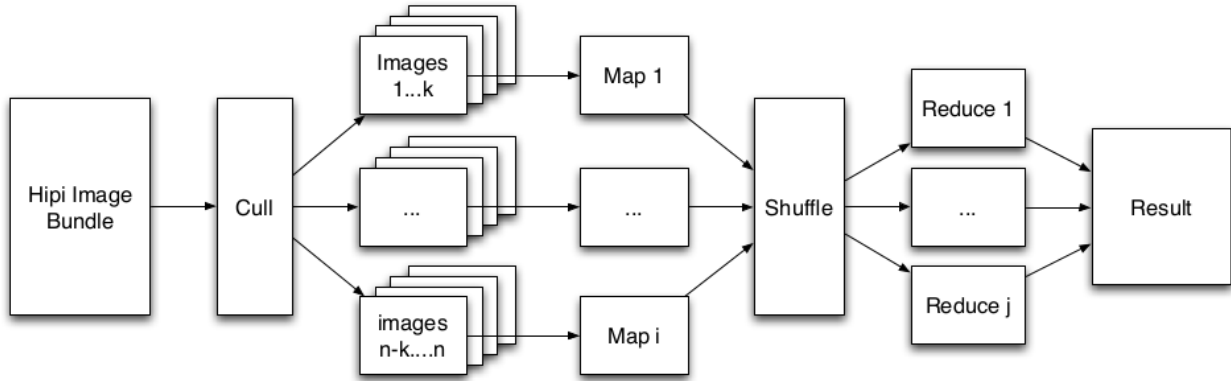 Hipi Image
Bundle
Cull
Images
1...k
...
images
n-k....n
Map 1
...
Map i
Shuffle
Reduce 1
...
Reduce j
Result